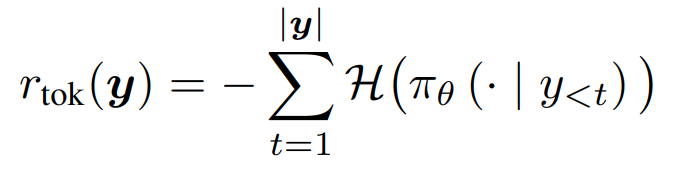 r_tok(y) = − ∑_{t=1}^{|y|} ℋ(π_θ(· | y_{<t}))